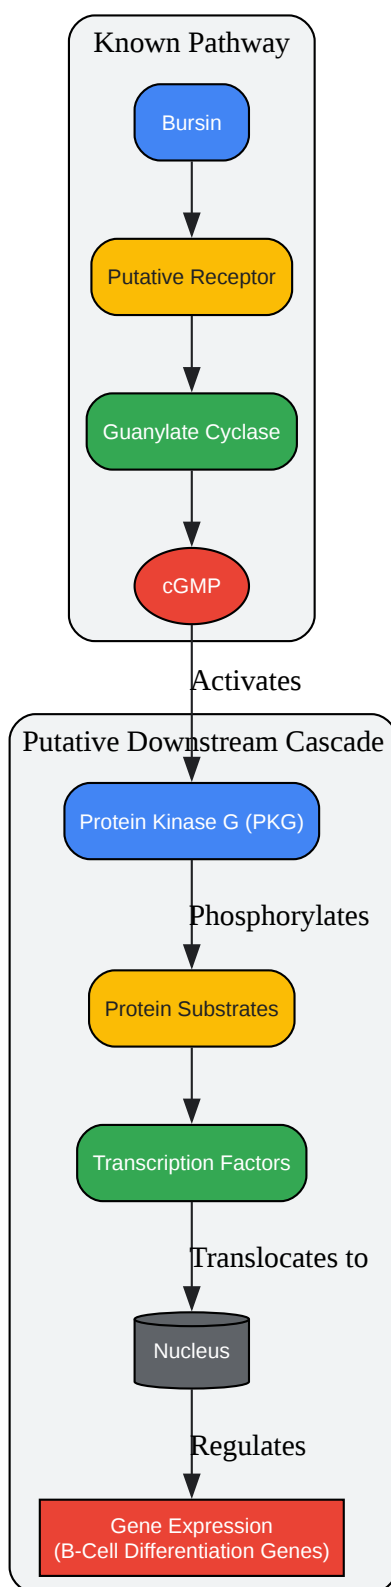 Known Pathway
Bursin
Putative Receptor
Guanylate Cyclase
cGMP
Activates
Putative Downstream Cascade
Protein Kinase G (PKG)
Phosphorylates
Protein Substrates
Transcription Factors
Translocates to
Nucleus
Regulates
Gene Expression
(B-Cell Differentiation Genes)